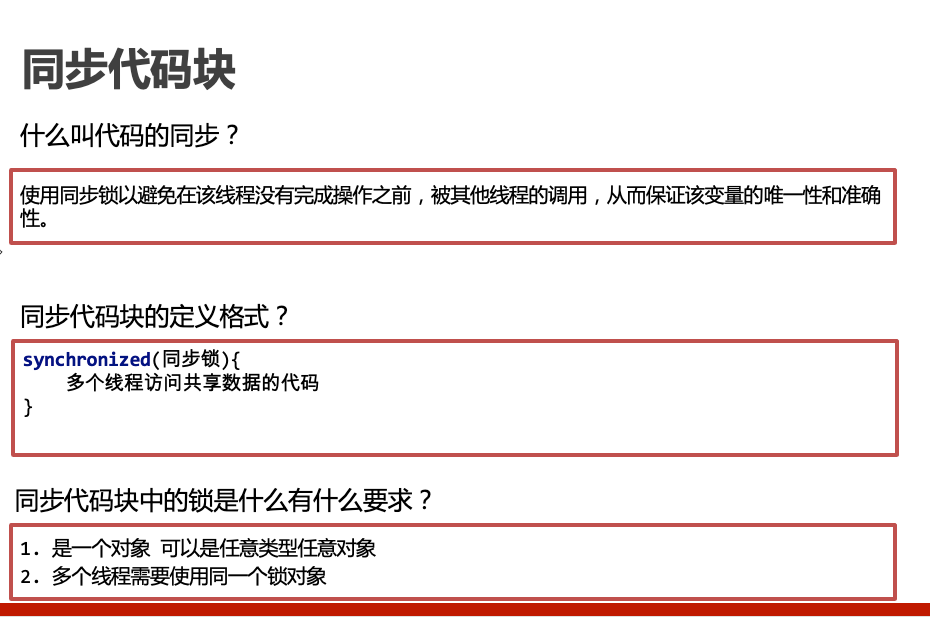 同步代码块
什么叫代码的同步？
使用同步锁以避免在该线程没有完成操作之前，被其他线程的调用，从而保证该变量的唯一性和准确
性。
同步代码块的定义格式？
synchronized(同步锁){
    多个线程访问共享数据的代码
}
同步代码块中的锁是什么有什么要求？
1. 是一个对象 可以是任意类型任意对象
2. 多个线程需要使用同一个锁对象